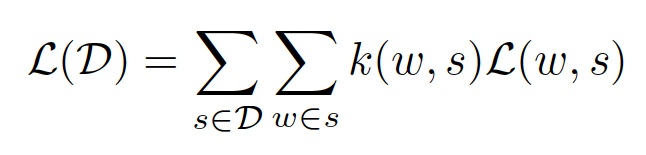 𝓛(𝓓) = ∑_{s∈𝓓} ∑_{w∈s} k(w, s)𝓛(w, s)